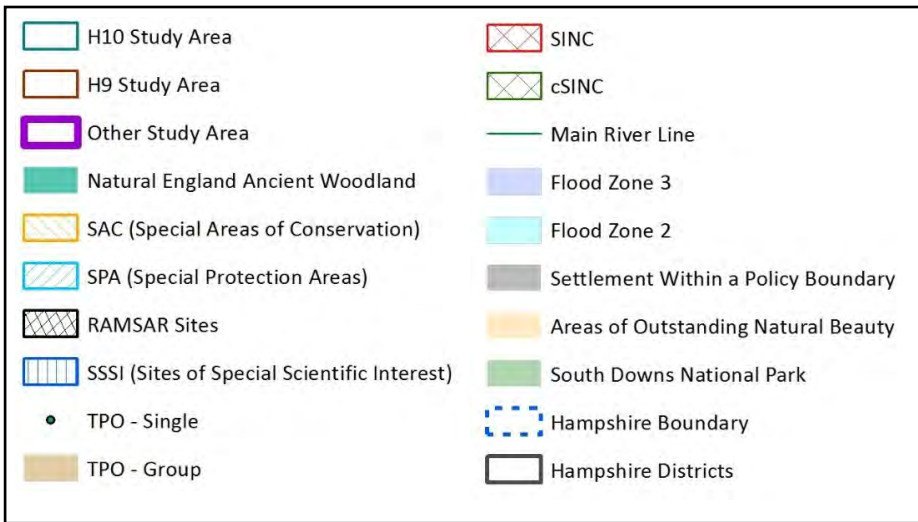 H10 Study Area
H9 Study Area
Other Study Area
Natural England Ancient Woodland
SAC (Special Areas of Conservation)
SPA (Special Protection Areas)
RAMSAR Sites
SSSI (Sites of Special Scientific Interest)
TPO - Single
TPO - Group
SINC
cSINC
Main River Line
Flood Zone 3
Flood Zone 2
Settlement Within a Policy Boundary
Areas of Outstanding Natural Beauty
South Downs National Park
Hampshire Boundary
Hampshire Districts